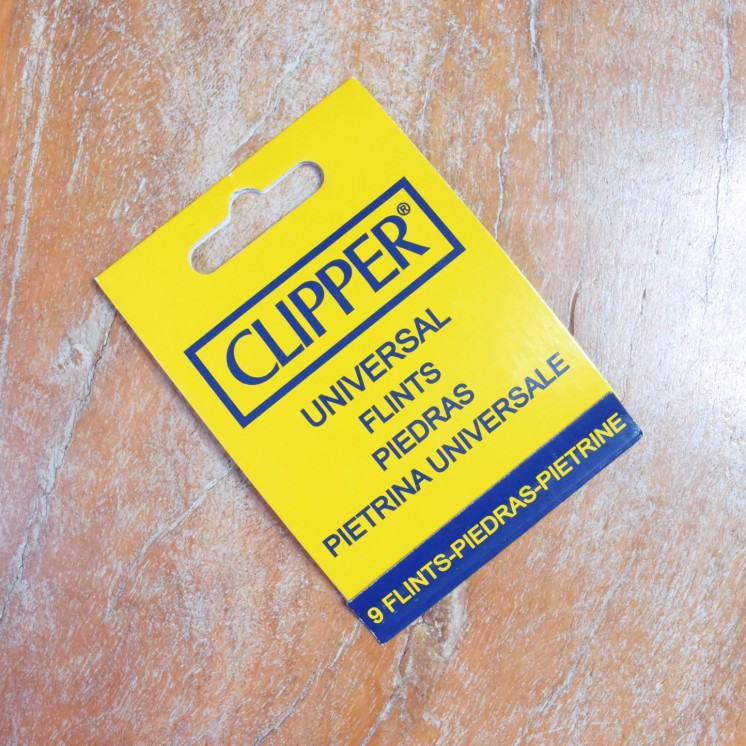 CLIPPER®
UNIVERSAL
FLINTS
PIEDRAS
PIETRINA UNIVERSALE
9 FLINTS-PIEDRAS-PIETRINE